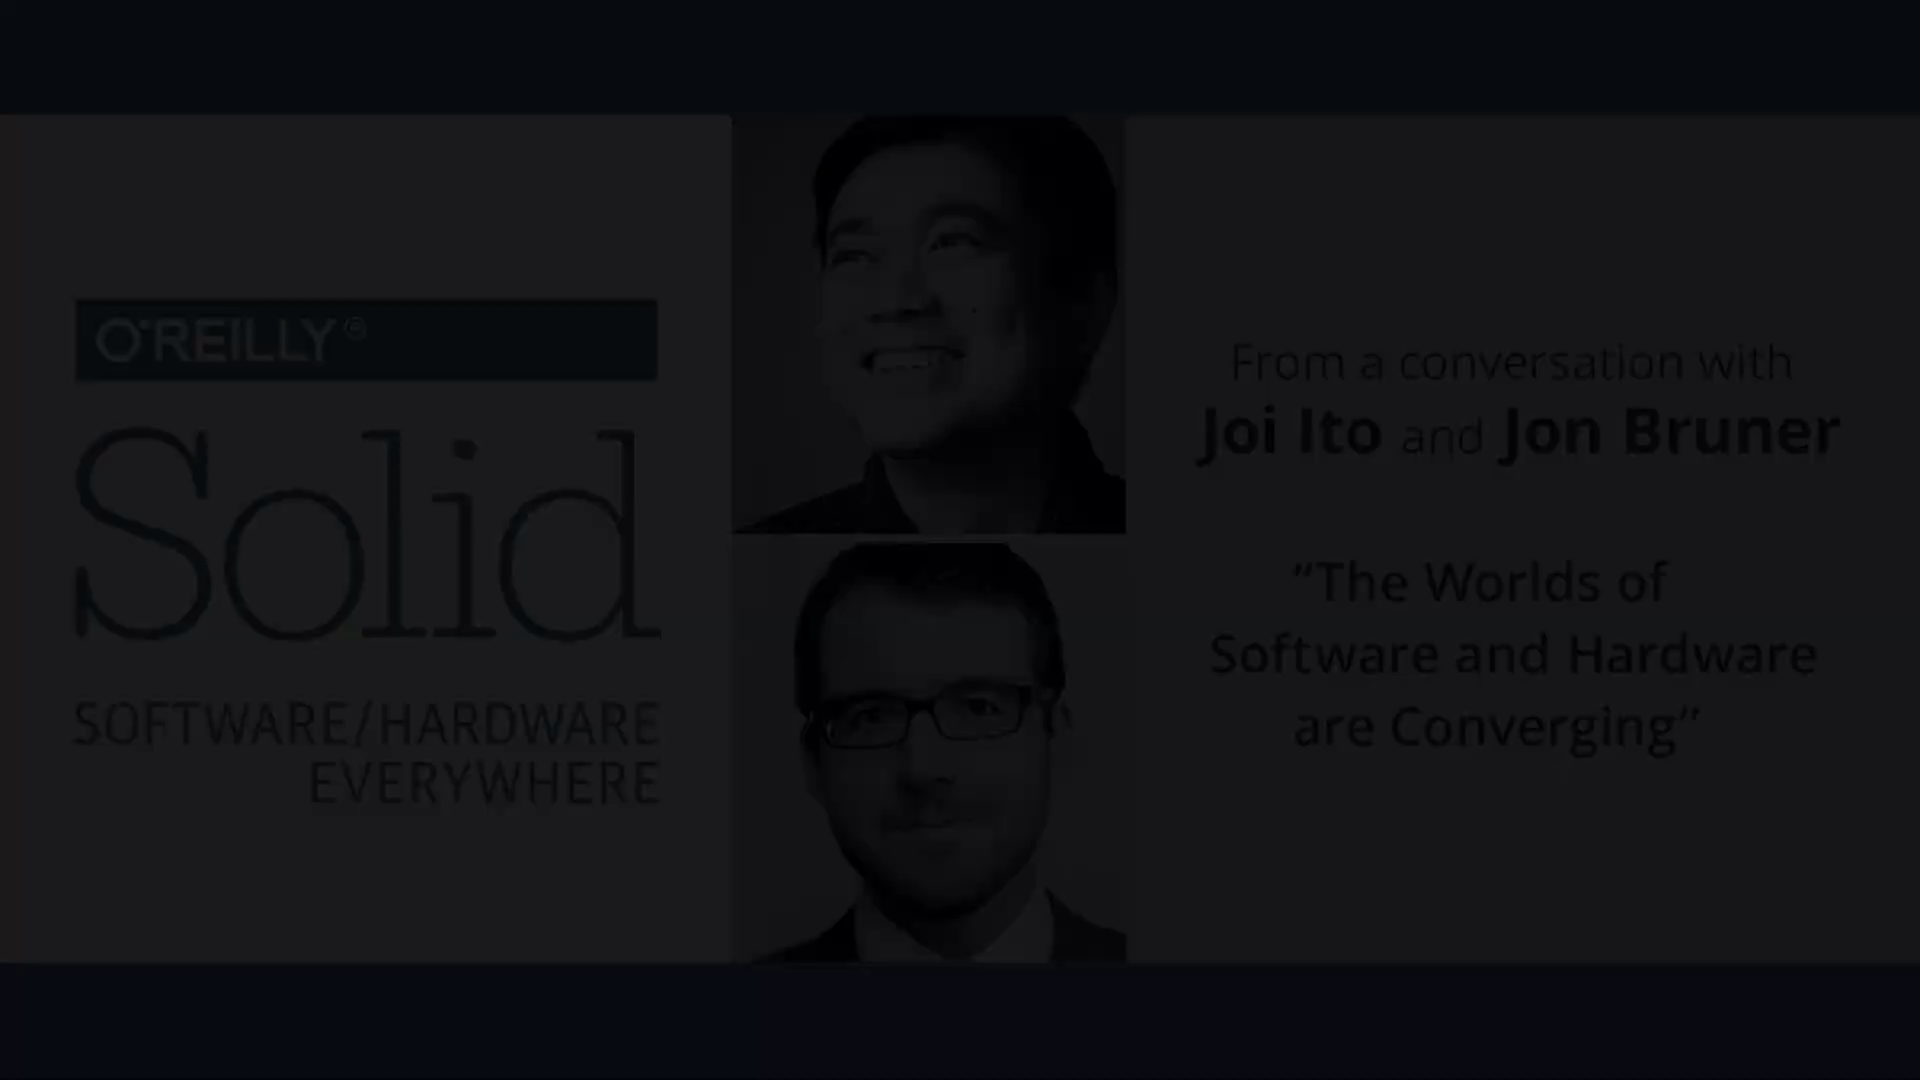 O'REILLY®
Solid
SOFTWARE/HARDWARE
EVERYWHERE
From a conversation with
Joi Ito and Jon Bruner
“The Worlds of
Software and Hardware
are Converging”